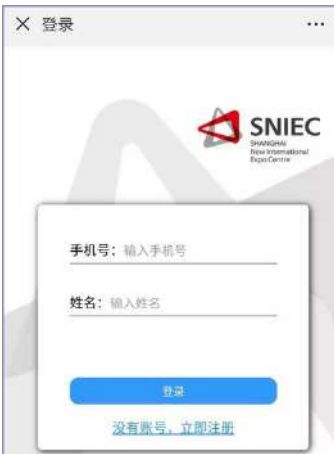 登录
SNIEC
SHANGHAI
New International
Expo Centre
手机号：输入手机号
姓名：输入姓名
登录
没有账号，立即注册